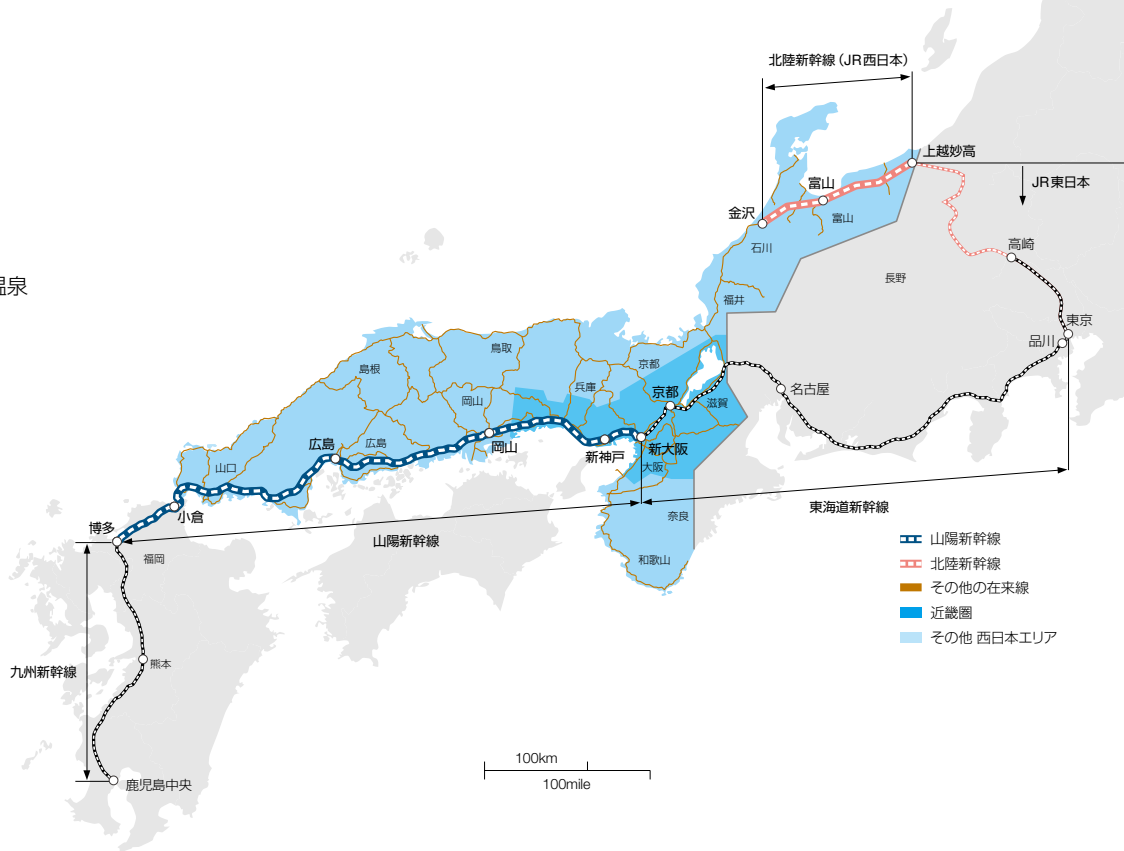 北陸新幹線（JR西日本）
上越妙高
JR東日本
富山
金沢
富山
石川
高崎
長野
温泉
福井
東京
品川
鳥取
京都
島根
兵庫
名古屋
岡山
京都
滋賀
広島
広島
岡山
新神戸
新大阪
大阪
山口
小倉
奈良
東海道新幹線
博多
山陽新幹線
福岡
和歌山
山陽新幹線
北陸新幹線
その他の在来線
近畿圏
その他 西日本エリア
九州新幹線
熊本
鹿児島中央
100km
100mile